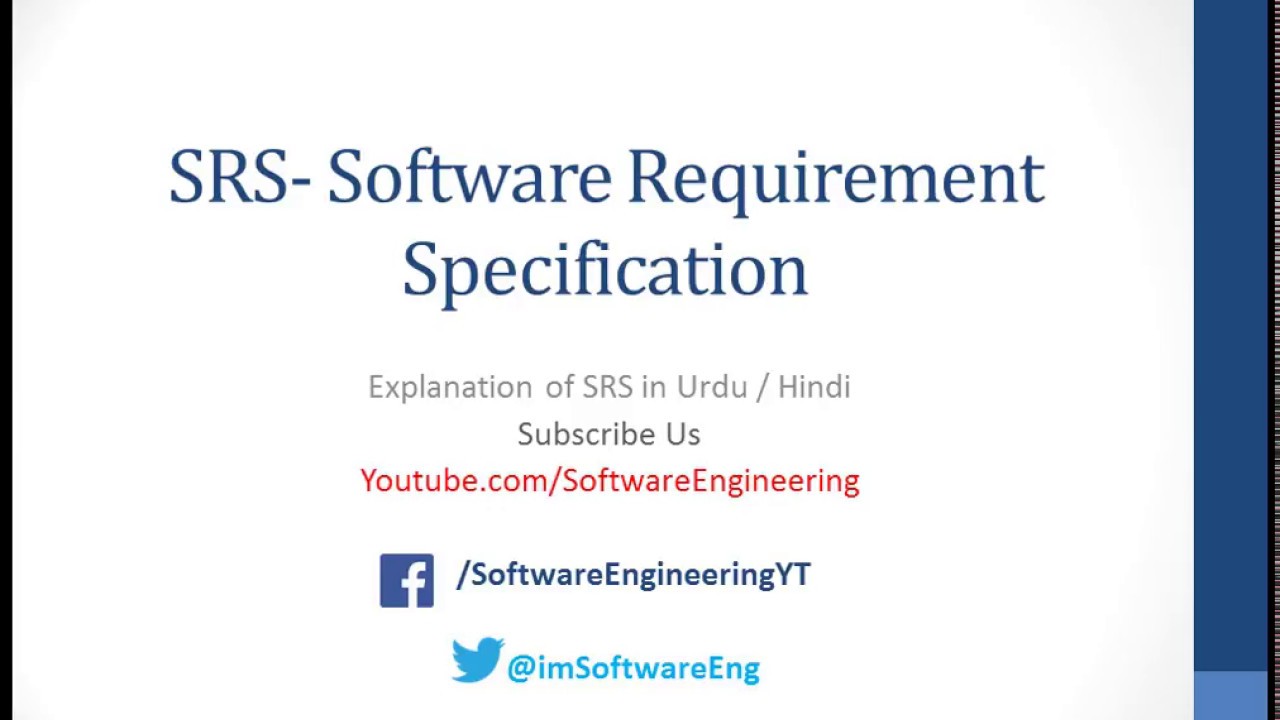 SRS- Software Requirement
Specification
Explanation of SRS in Urdu / Hindi
Subscribe Us
Youtube.com/SoftwareEngineering
/SoftwareEngineeringYT
@imSoftwareEng